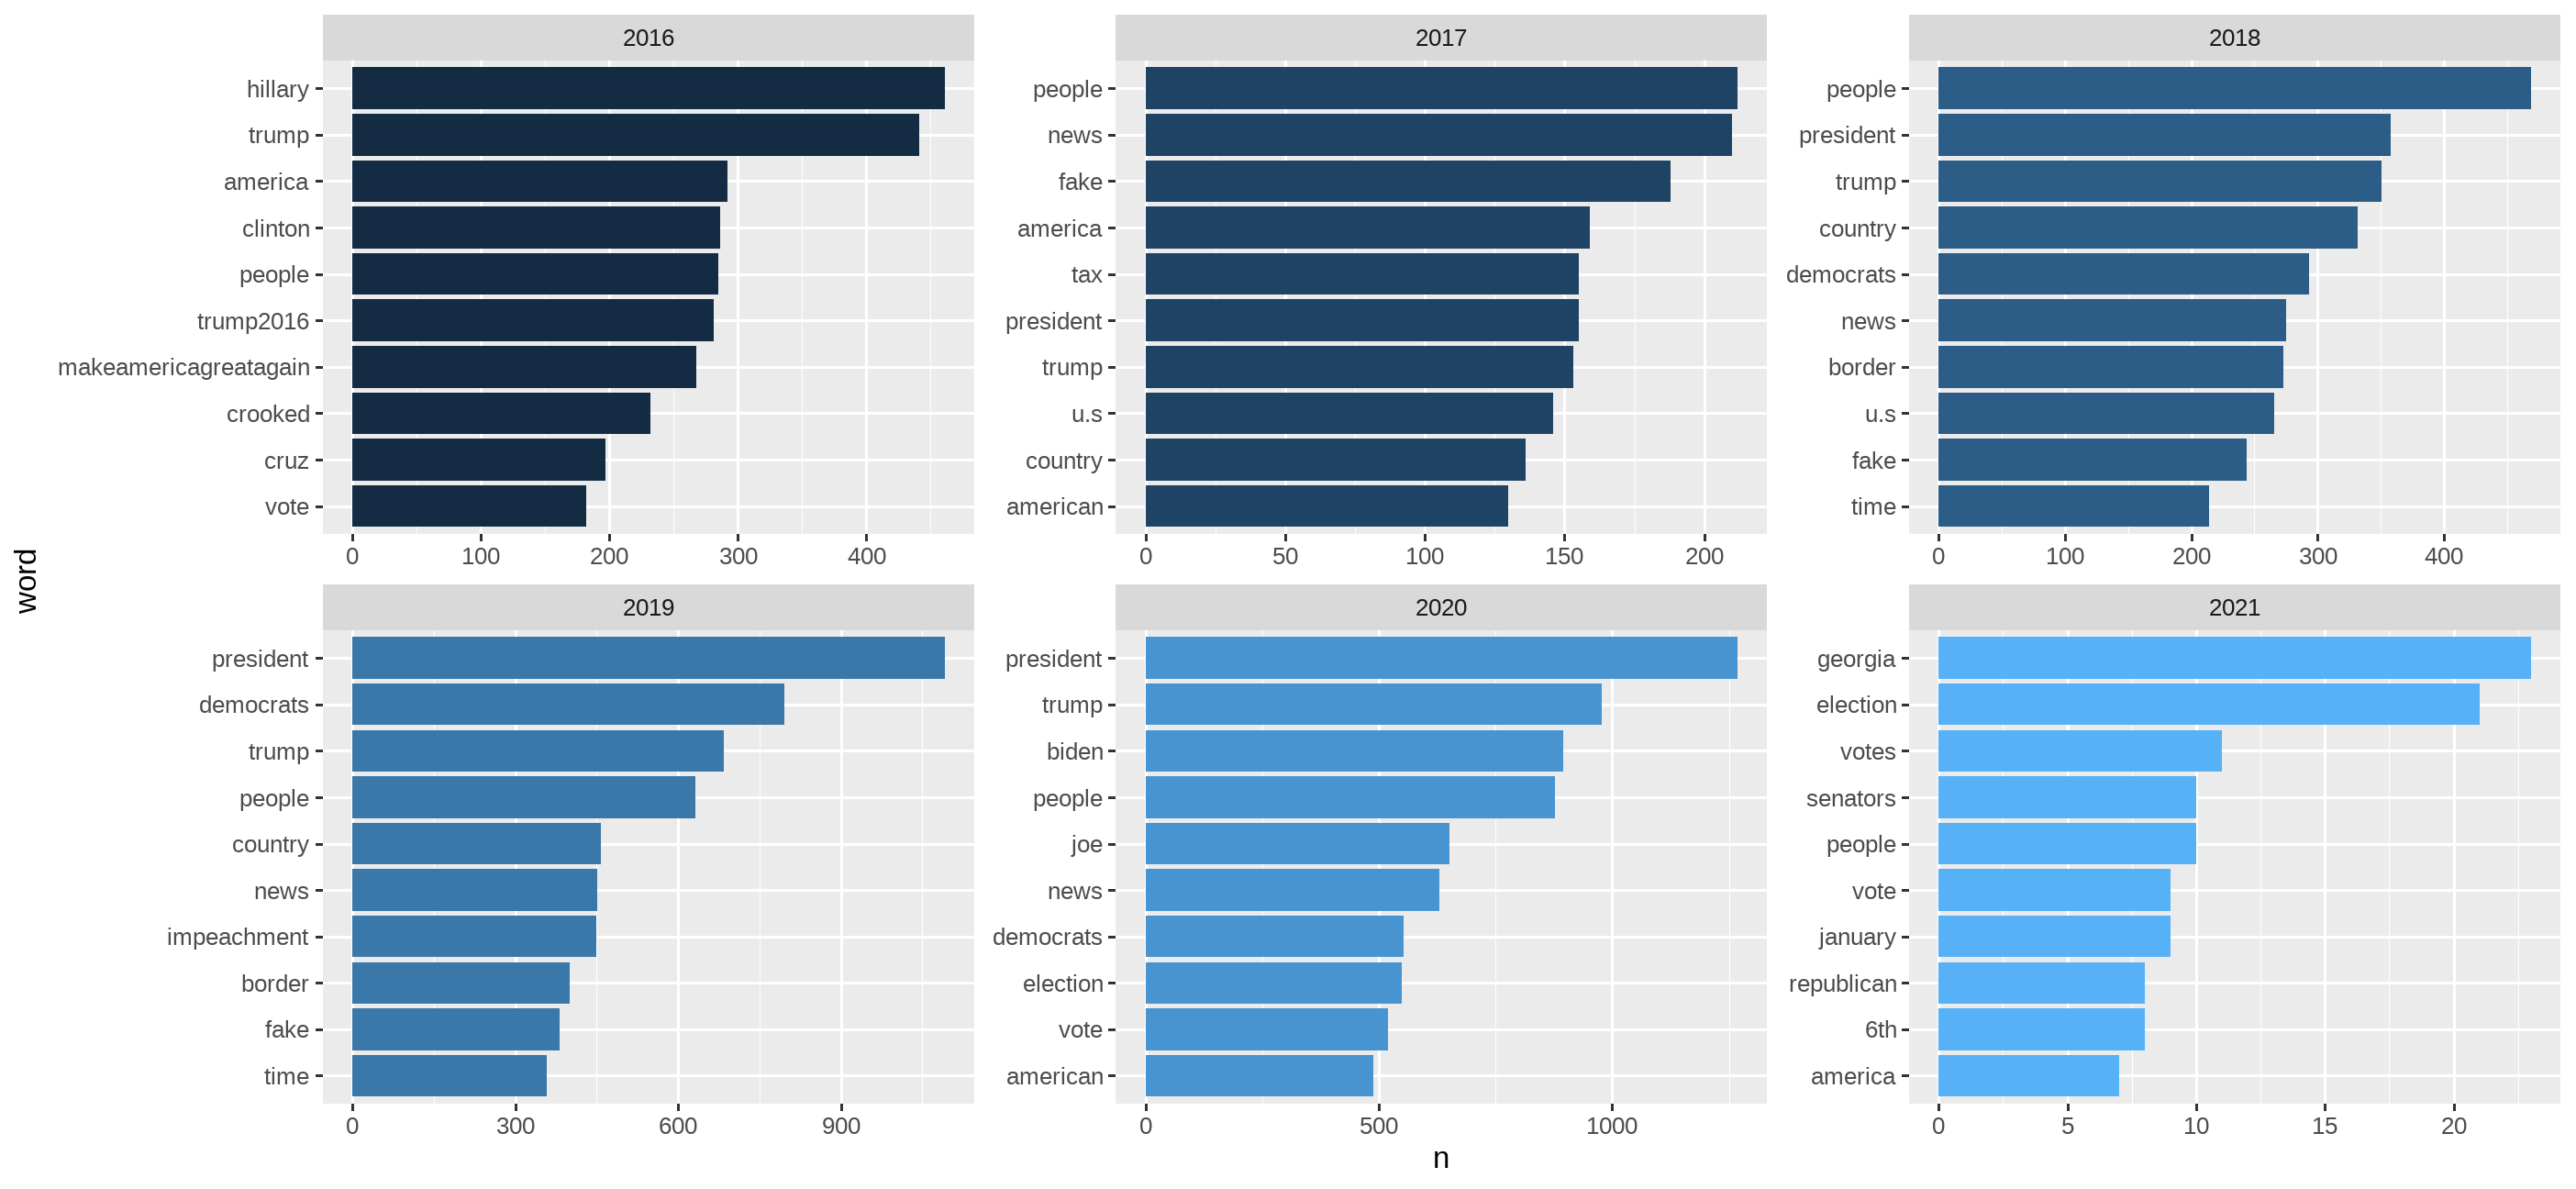 word
2016
hillary
trump
america
clinton
people
trump2016
makeamericagreatagain
crooked
cruz
vote
0 100 200 300 400
2017
people
news
fake
america
tax
president
trump
u.s
country
american
0 50 100 150 200
2018
people
president
trump
country
democrats
news
border
u.s
fake
time
0 100 200 300 400
2019
president
democrats
trump
people
country
news
impeachment
border
fake
time
0 300 600 900
2020
president
trump
biden
people
joe
news
democrats
election
vote
american
0 500 1000
2021
georgia
election
votes
senators
people
vote
january
republican
6th
america
0 5 10 15 20
n